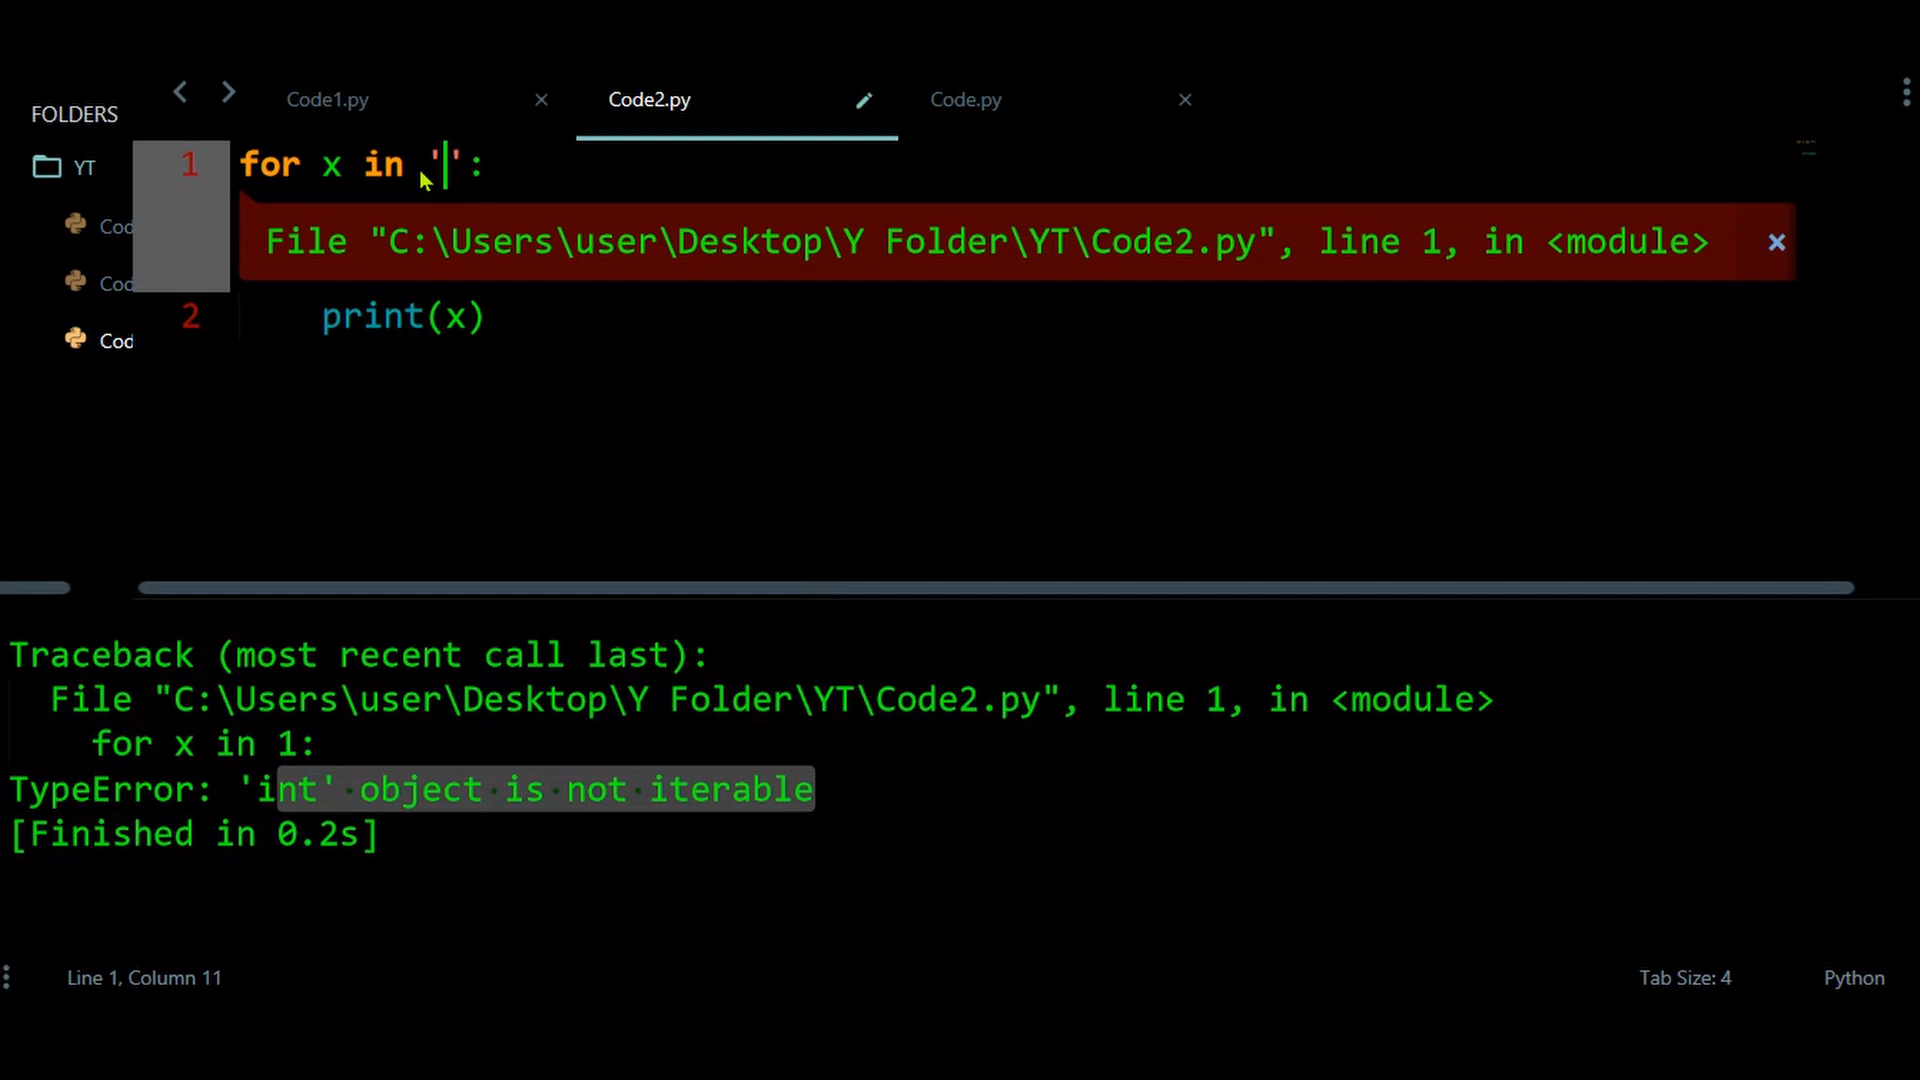 Code1.py × Code2.py Code.py ×
FOLDERS
YT
1 for x in '':
Cod
File "C:\Users\user\Desktop\Y Folder\YT\Code2.py", line 1, in <module> ×
Cod
2 print(x)
Cod
Traceback (most recent call last):
File "C:\Users\user\Desktop\Y Folder\YT\Code2.py", line 1, in <module>
for x in 1:
TypeError: 'int' object is not iterable
[Finished in 0.2s]
Line 1, Column 11 Tab Size: 4 Python